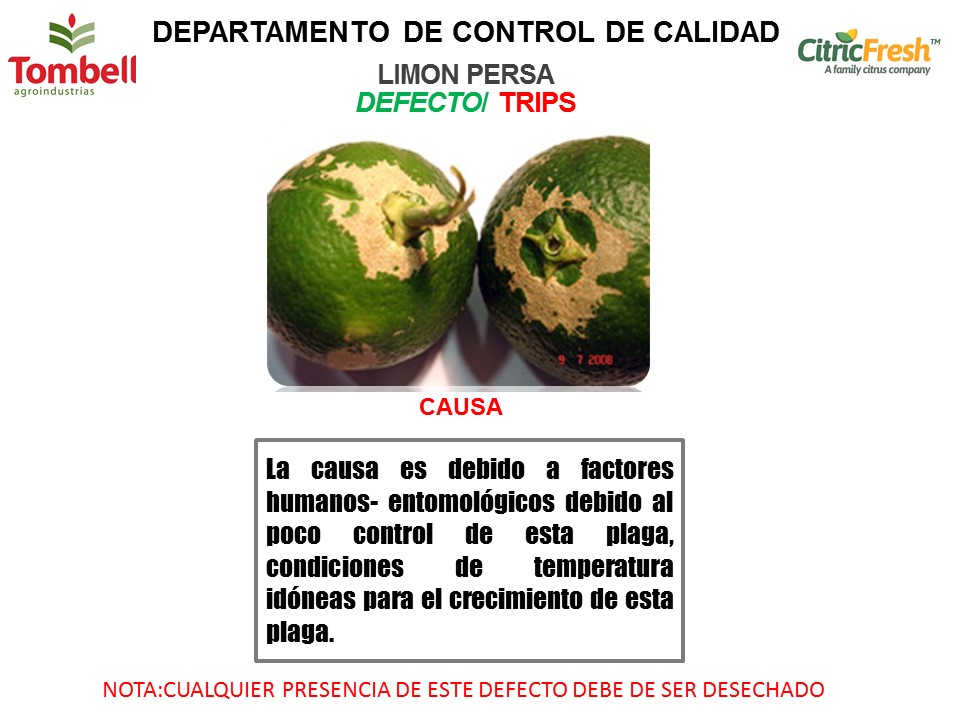 DEPARTAMENTO DE CONTROL DE CALIDAD
Tombell
agroindustrias
CitricFresh™
A family citrus company
LIMON PERSA
DEFECTO/ TRIPS
9 7 2008
CAUSA
La causa es debido a factores
humanos- entomológicos debido al
poco control de esta plaga,
condiciones de temperatura
idóneas para el crecimiento de esta
plaga.
NOTA:CUALQUIER PRESENCIA DE ESTE DEFECTO DEBE DE SER DESECHADO